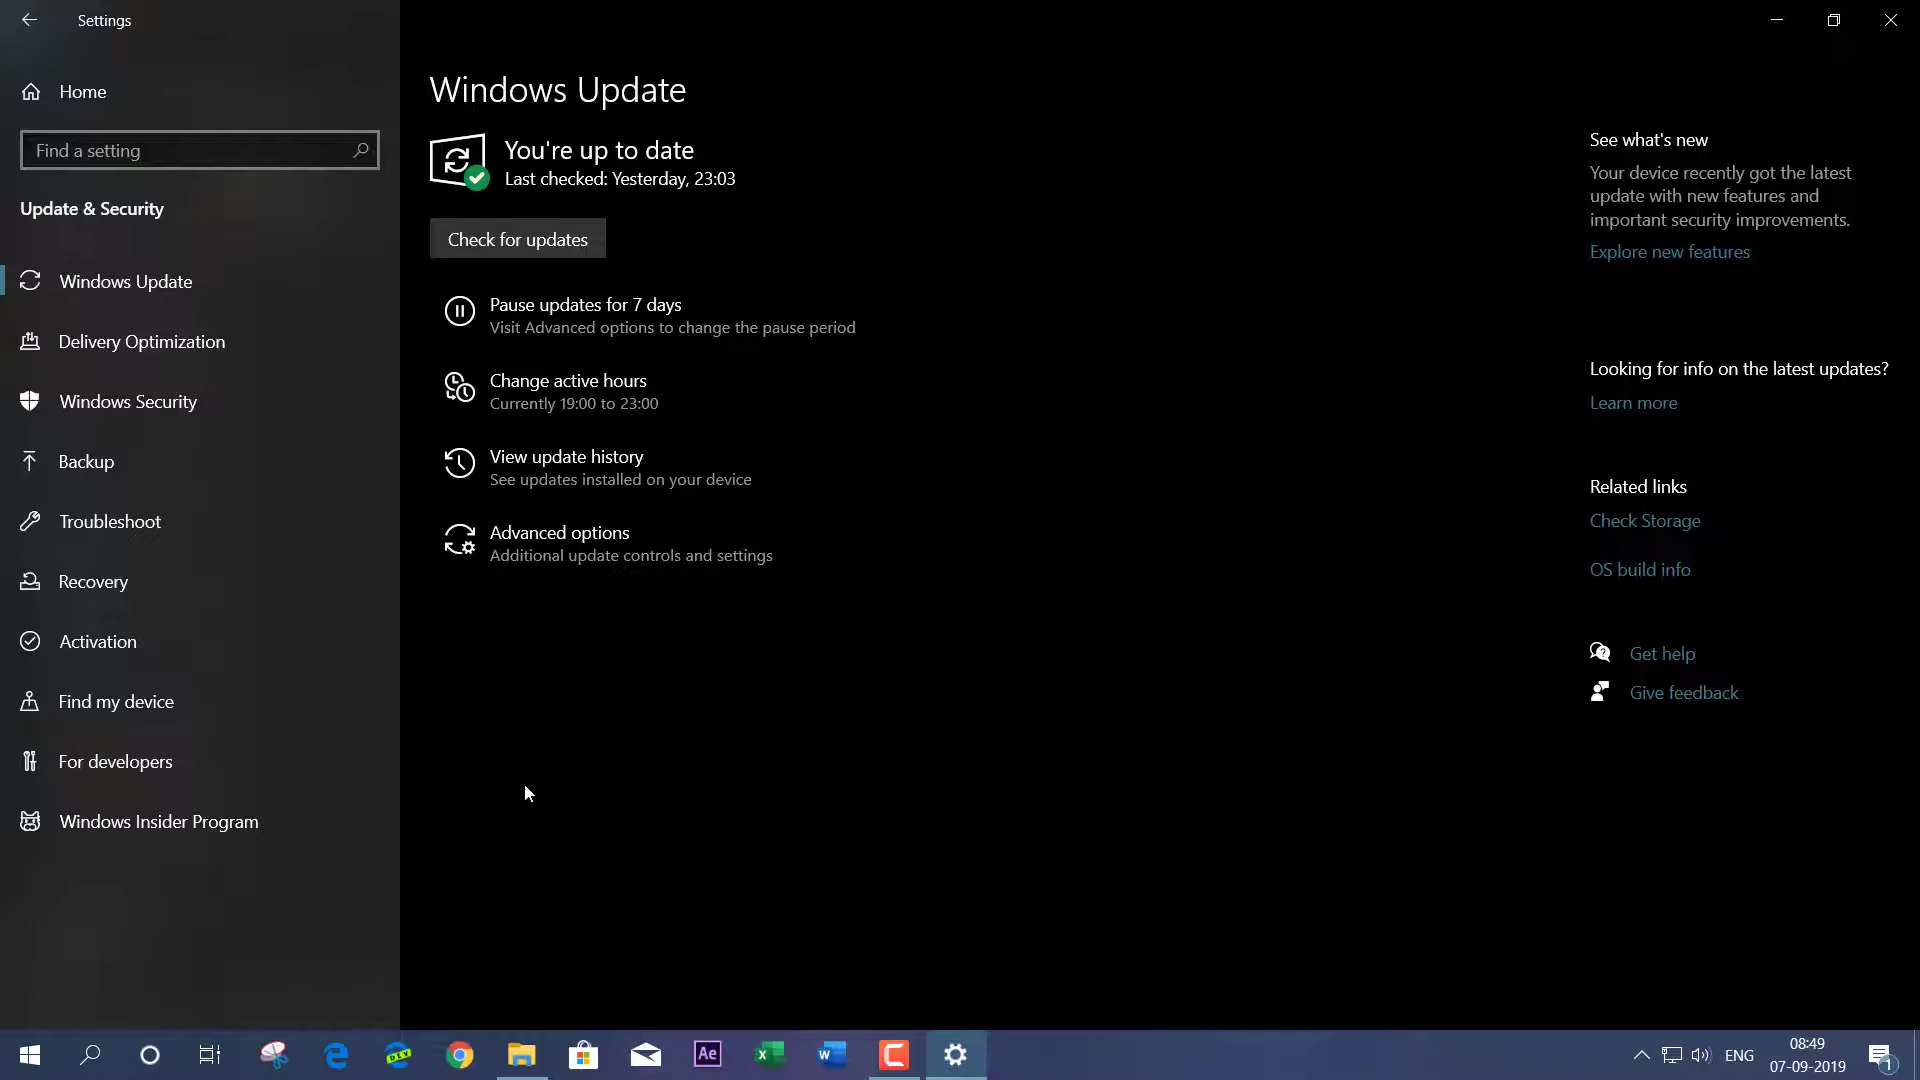 Settings
Home
Find a setting
Update & Security
Windows Update
Delivery Optimization
Windows Security
Backup
Troubleshoot
Recovery
Activation
Find my device
For developers
Windows Insider Program
Windows Update
You're up to date
Last checked: Yesterday, 23:03
Check for updates
Pause updates for 7 days
Visit Advanced options to change the pause period
Change active hours
Currently 19:00 to 23:00
View update history
See updates installed on your device
Advanced options
Additional update controls and settings
See what's new
Your device recently got the latest
update with new features and
important security improvements.
Explore new features
Looking for info on the latest updates?
Learn more
Related links
Check Storage
OS build info
Get help
Give feedback
DEV
Ae
X
W
ENG
08:49
07-09-2019
1